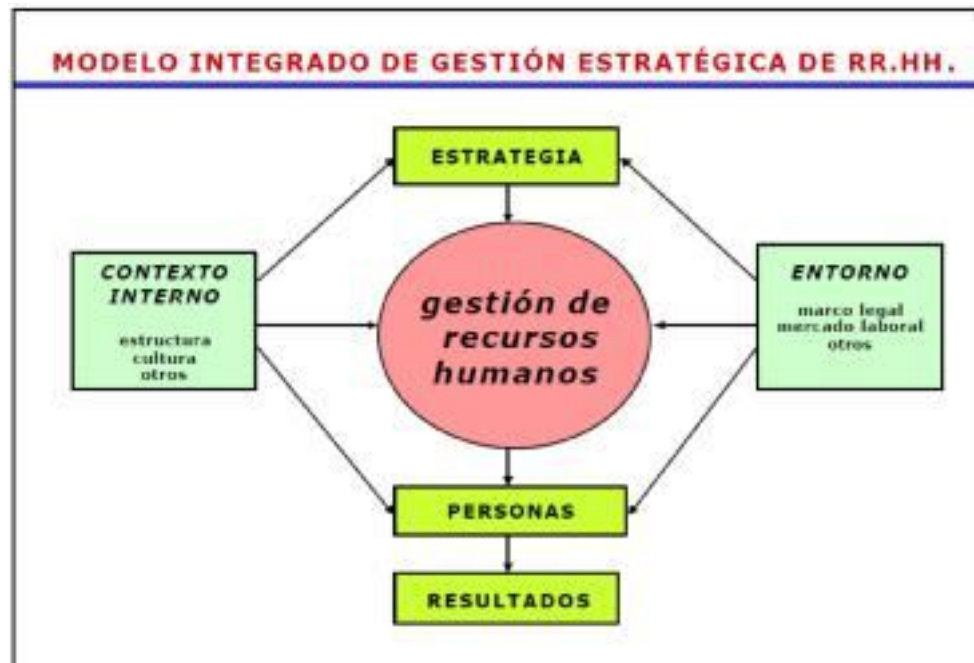 MODELO INTEGRADO DE GESTIÓN ESTRATÉGICA DE RR.HH.
ESTRATEGIA
CONTEXTO
INTERNO
estructura
cultura
otros
gestión de
recursos
humanos
ENTORNO
marco legal
mercado laboral
otros
PERSONAS
RESULTADOS